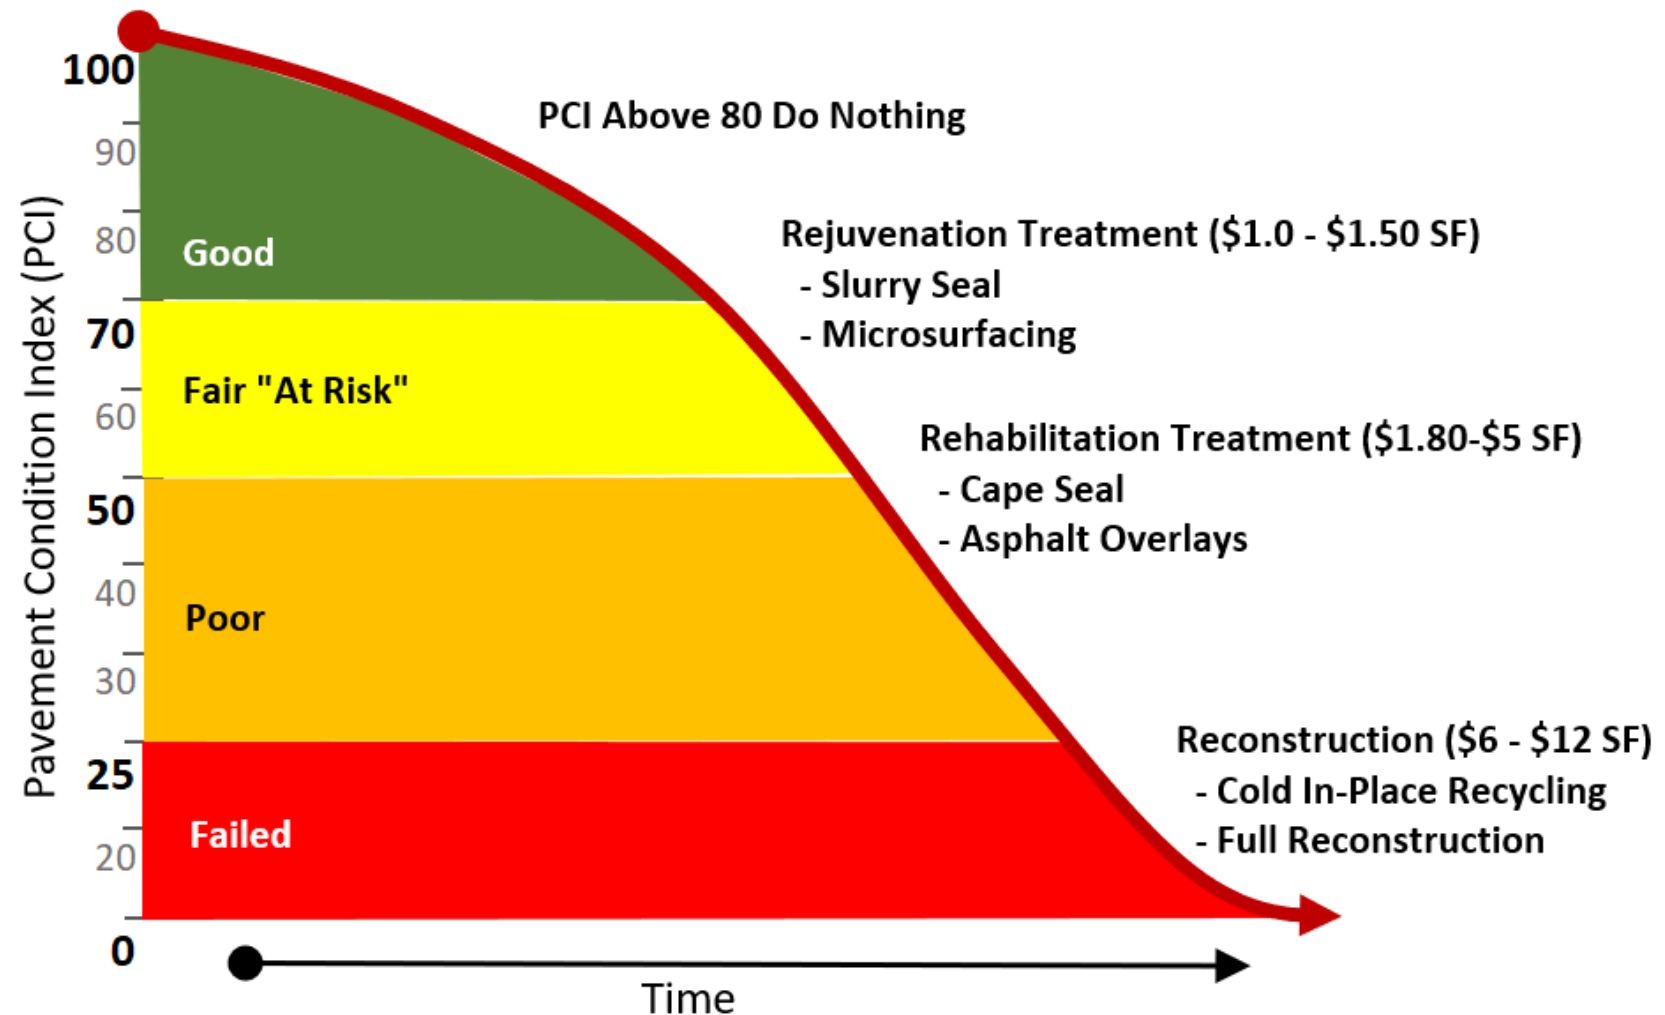 100
90
80
70
60
50
40
30
25
20
0
Pavement Condition Index (PCI)
Good
Fair "At Risk"
Poor
Failed
PCI Above 80 Do Nothing
Rejuvenation Treatment ($1.0 - $1.50 SF)
- Slurry Seal
- Microsurfacing
Rehabilitation Treatment ($1.80-$5 SF)
- Cape Seal
- Asphalt Overlays
Reconstruction ($6 - $12 SF)
- Cold In-Place Recycling
- Full Reconstruction
Time